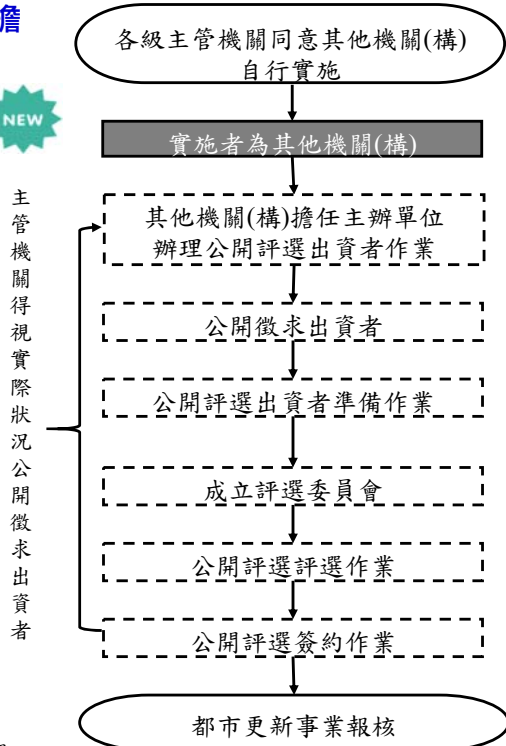 擔
各級主管機關同意其他機關(構)
自行實施
NEW
實施者為其他機關(構)
主管機關得視實際狀況公開徵求出資者
其他機關(構)擔任主辦單位
辦理公開評選出資者作業
公開徵求出資者
公開評選出資者準備作業
成立評選委員會
公開評選評選作業
公開評選簽約作業
都市更新事業報核